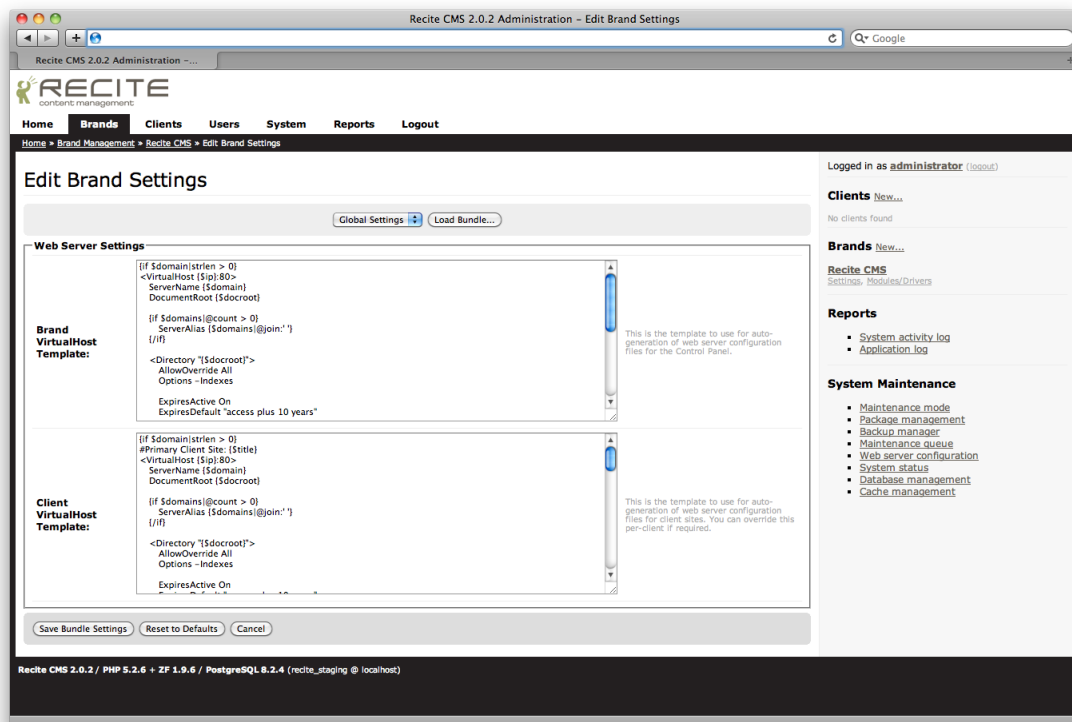 Recite CMS 2.0.2 Administration – Edit Brand Settings
Google
Recite CMS 2.0.2 Administration –...
RECITE
content management
Home Brands Clients Users System Reports Logout
Home » Brand Management » Recite CMS » Edit Brand Settings
Edit Brand Settings
Global Settings Load Bundle...
Web Server Settings
Brand
VirtualHost
Template:
{if $domain|strlen > 0}
<VirtualHost {$ip}:80>
ServerName {$domain}
DocumentRoot {$docroot}
{if $domains|@count > 0}
ServerAlias {$domains|@join:' '}
{/if}
<Directory "{$docroot}">
AllowOverride All
Options -Indexes
ExpiresActive On
ExpiresDefault "access plus 10 years"
This is the template to use for auto-
generation of web server configuration
files for the Control Panel.
Client
VirtualHost
Template:
{if $domain|strlen > 0}
#Primary Client Site: {$title}
<VirtualHost {$ip}:80>
ServerName {$domain}
DocumentRoot {$docroot}
{if $domains|@count > 0}
ServerAlias {$domains|@join:' '}
{/if}
<Directory "{$docroot}">
AllowOverride All
Options -Indexes
ExpiresActive On
This is the template to use for auto-
generation of web server configuration
files for client sites. You can override this
per-client if required.
Save Bundle Settings Reset to Defaults Cancel
Logged in as administrator (logout)
Clients New...
No clients found
Brands New...
Recite CMS
Settings, Modules/Drivers
Reports
System activity log
Application log
System Maintenance
Maintenance mode
Package management
Backup manager
Maintenance queue
Web server configuration
System status
Database management
Cache management
Recite CMS 2.0.2 / PHP 5.2.6 + ZF 1.9.6 / PostgreSQL 8.2.4 (recite_staging @ localhost)